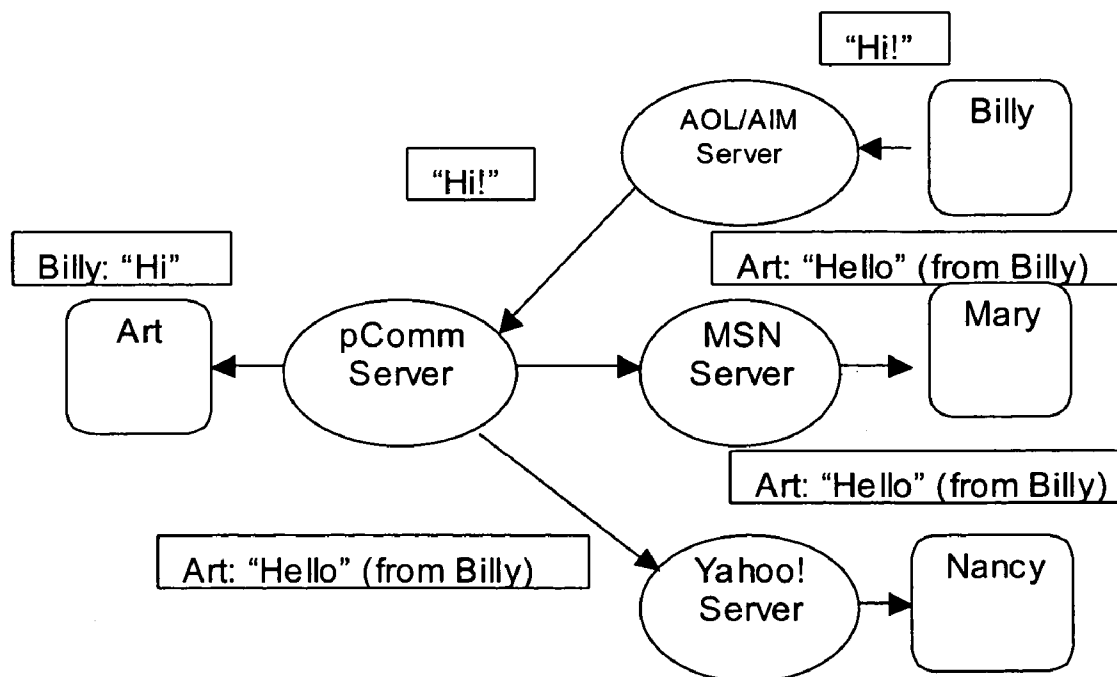 “Hi!”
AOL/AIM
Server
Billy
“Hi!”
Billy: “Hi”
Art: “Hello” (from Billy)
Art
pComm
Server
MSN
Server
Mary
Art: “Hello” (from Billy)
Art: “Hello” (from Billy)
Yahoo!
Server
Nancy